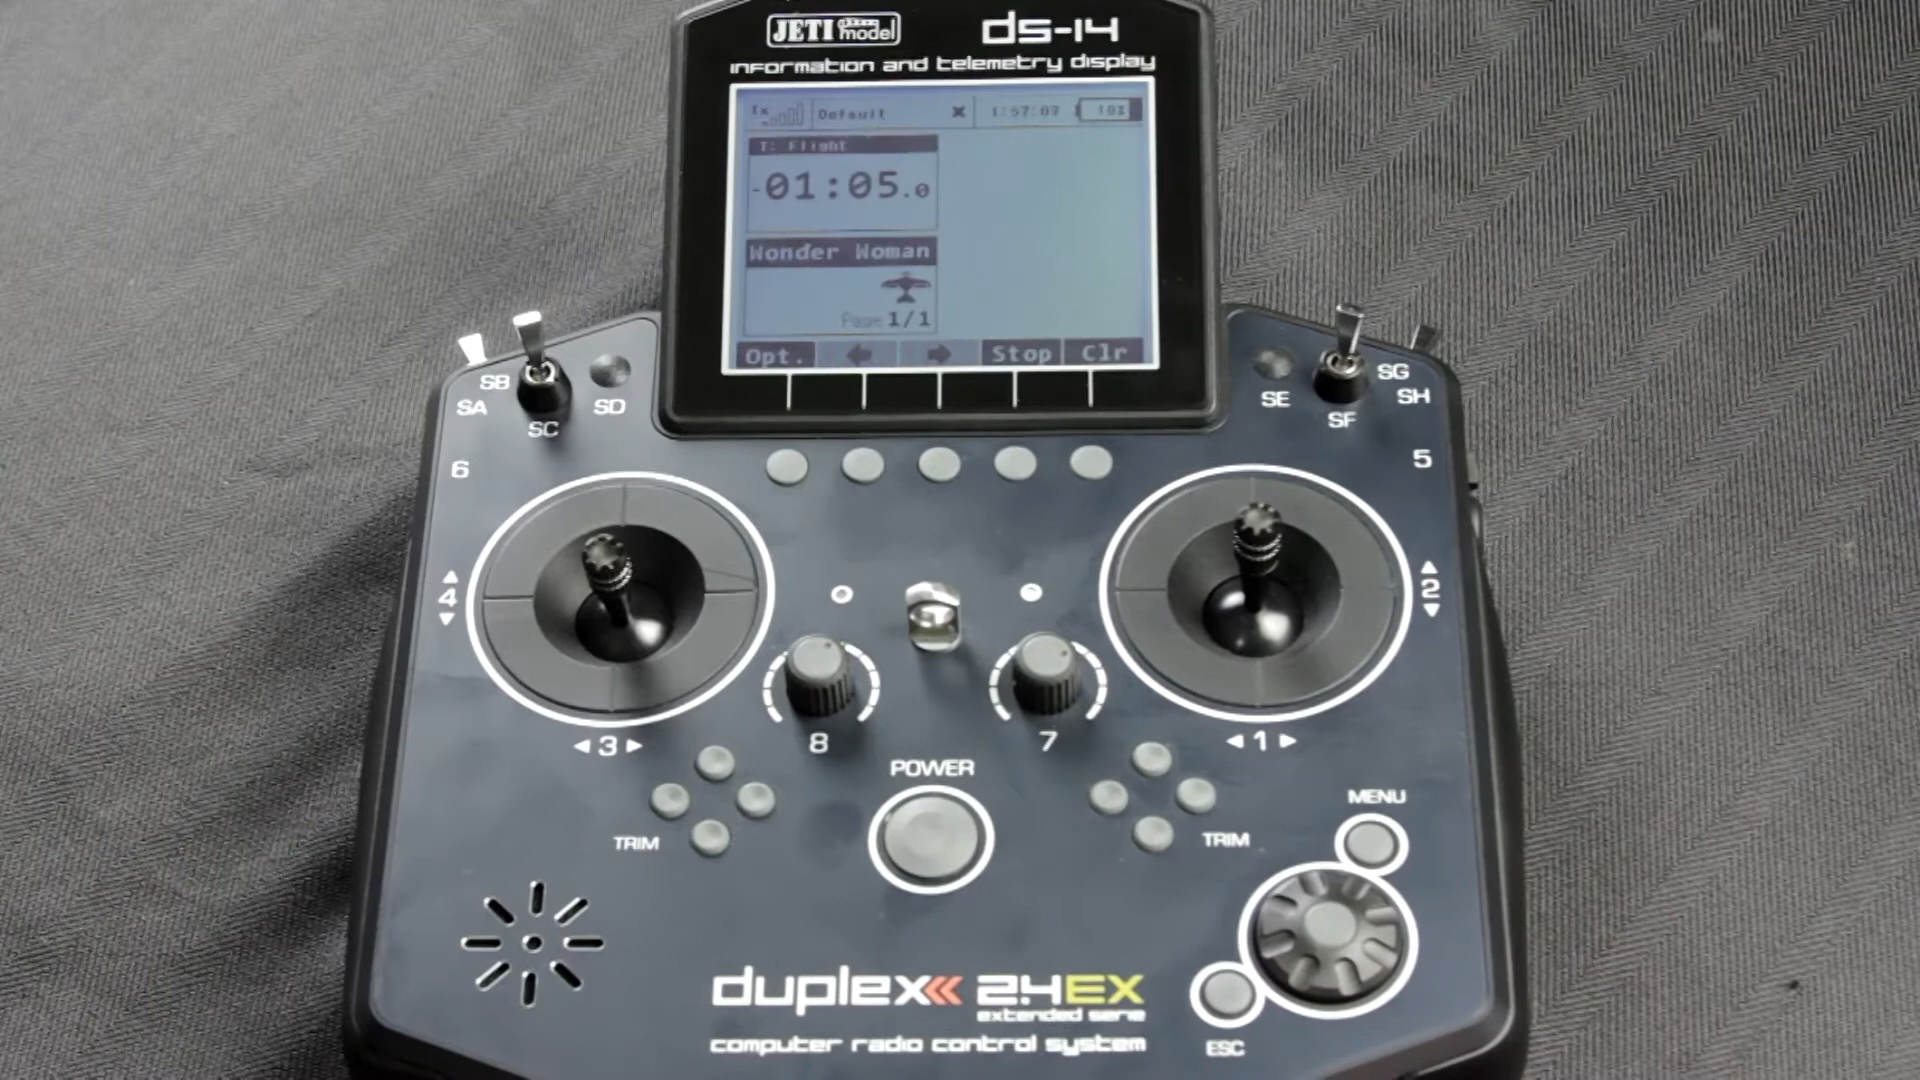 JETI model
ds-14
information and telemetry display
Tx Default 1:57:09
T: Flight
-01:05.0
Wonder Woman
Page 1/1
Opt. Stop Clr
SB
SA
SC
SD
SE
SF
SG
SH
6
5
4
2
3
8
7
1
POWER
TRIM
TRIM
MENU
duplex 2.4EX
extended serie
computer radio control system
ESC